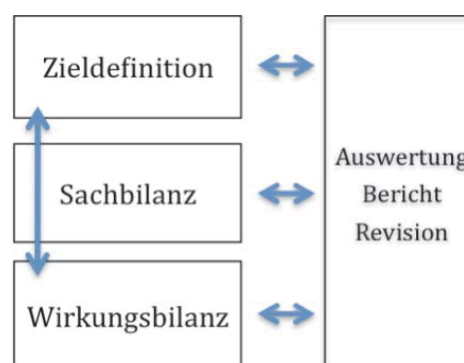 Zieldefinition
Sachbilanz
Wirkungsbilanz
Auswertung
Bericht
Revision